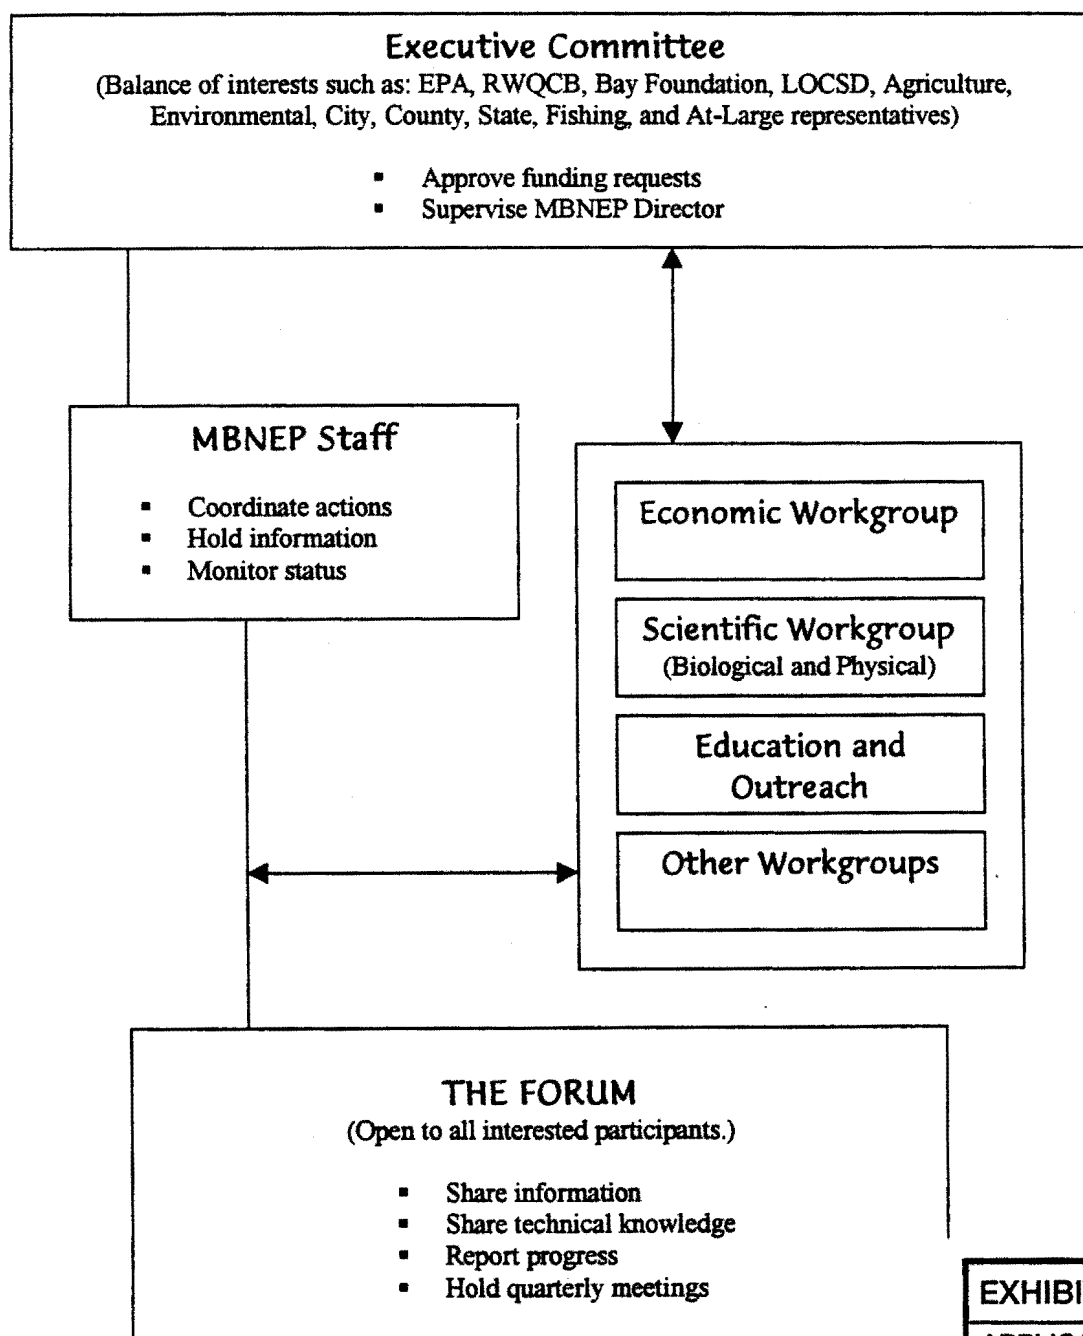 Executive Committee
(Balance of interests such as: EPA, RWQCB, Bay Foundation, LOCSD, Agriculture,
Environmental, City, County, State, Fishing, and At-Large representatives)
▪ Approve funding requests
▪ Supervise MBNEP Director
MBNEP Staff
▪ Coordinate actions
▪ Hold information
▪ Monitor status
Economic Workgroup
Scientific Workgroup
(Biological and Physical)
Education and
Outreach
Other Workgroups
THE FORUM
(Open to all interested participants.)
▪ Share information
▪ Share technical knowledge
▪ Report progress
▪ Hold quarterly meetings
EXHIBI